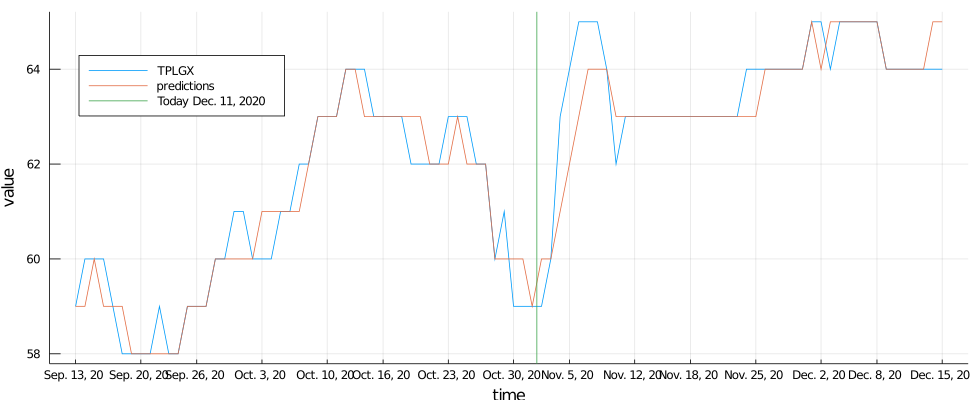 64
62
60
58
value
TPLGX
predictions
Today Dec. 11, 2020
Sep. 13, 20 Sep. 20, 20 Sep. 26, 20 Oct. 3, 20 Oct. 10, 20 Oct. 16, 20 Oct. 23, 20 Oct. 30, 20 Nov. 5, 20 Nov. 12, 20 Nov. 18, 20 Nov. 25, 20 Dec. 2, 20 Dec. 8, 20 Dec. 15, 20
time